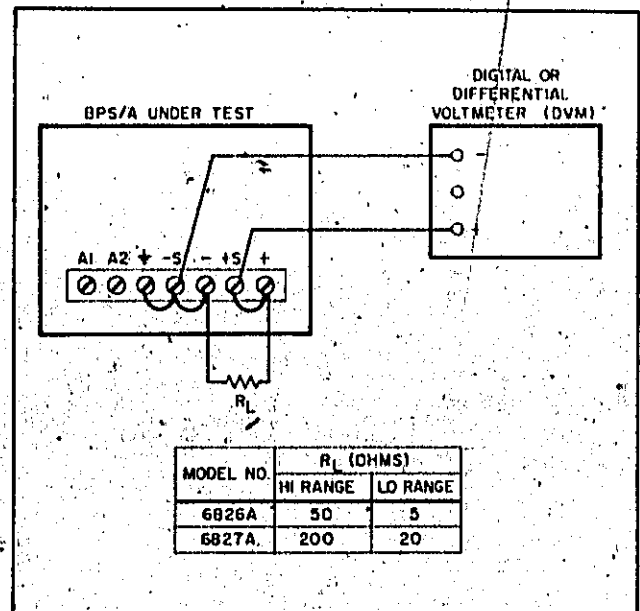 DIGITAL OR
DIFFERENTIAL
VOLTMETER (DVM)
BPS/A UNDER TEST
-
+
A1 A2 ⏚ -S - +S +
RL
MODEL NO. RL (OHMS)
HI RANGE LO RANGE
6826A 50 5
6827A 200 20